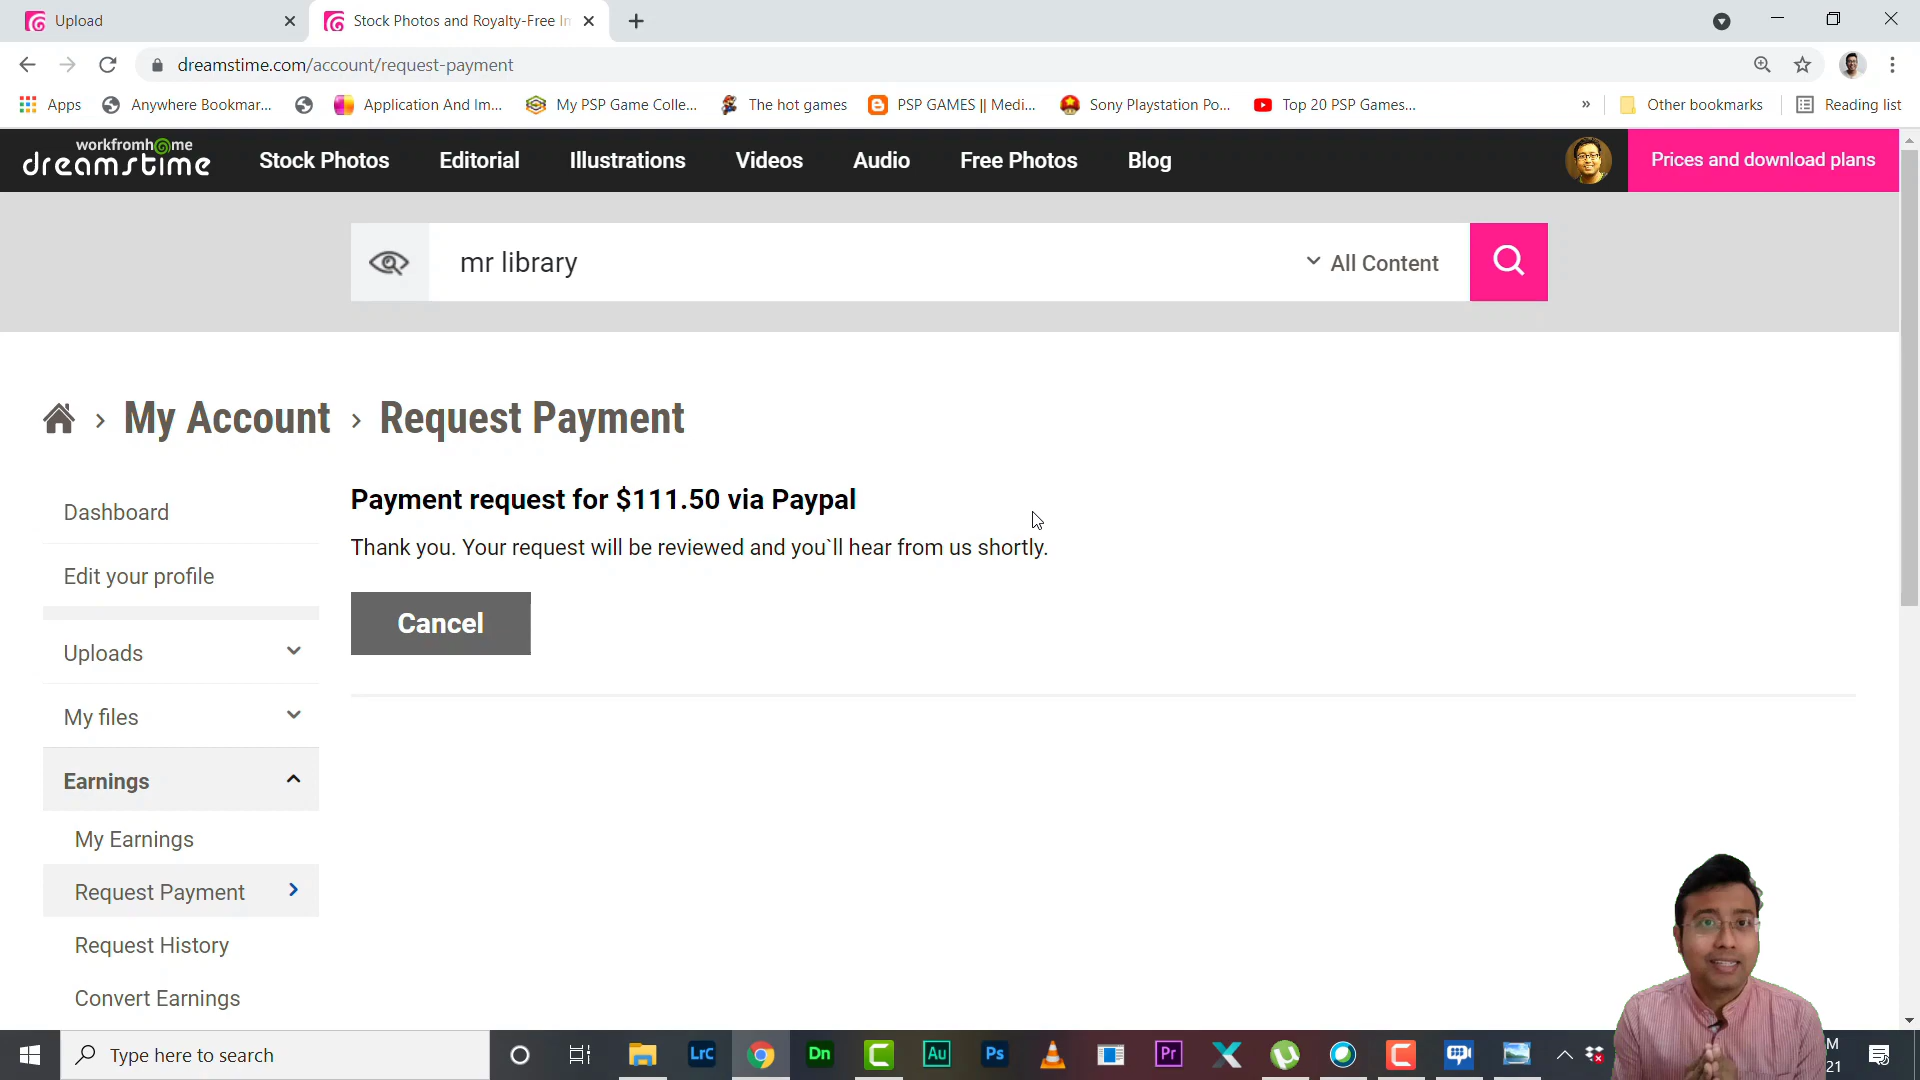 Upload
Stock Photos and Royalty-Free In
dreamstime.com/account/request-payment
Apps
Anywhere Bookmar...
Application And Im...
My PSP Game Colle...
The hot games
PSP GAMES || Medi...
Sony Playstation Po...
Top 20 PSP Games...
»
Other bookmarks
Reading list
workfromhome
dreamstime
Stock Photos
Editorial
Illustrations
Videos
Audio
Free Photos
Blog
Prices and download plans
mr library
All Content
My Account › Request Payment
Dashboard
Edit your profile
Uploads
My files
Earnings
My Earnings
Request Payment
Request History
Convert Earnings
Payment request for $111.50 via Paypal
Thank you. Your request will be reviewed and you`ll hear from us shortly.
Cancel
Type here to search
LrC
Dn
Au
Ps
Pr
M
21